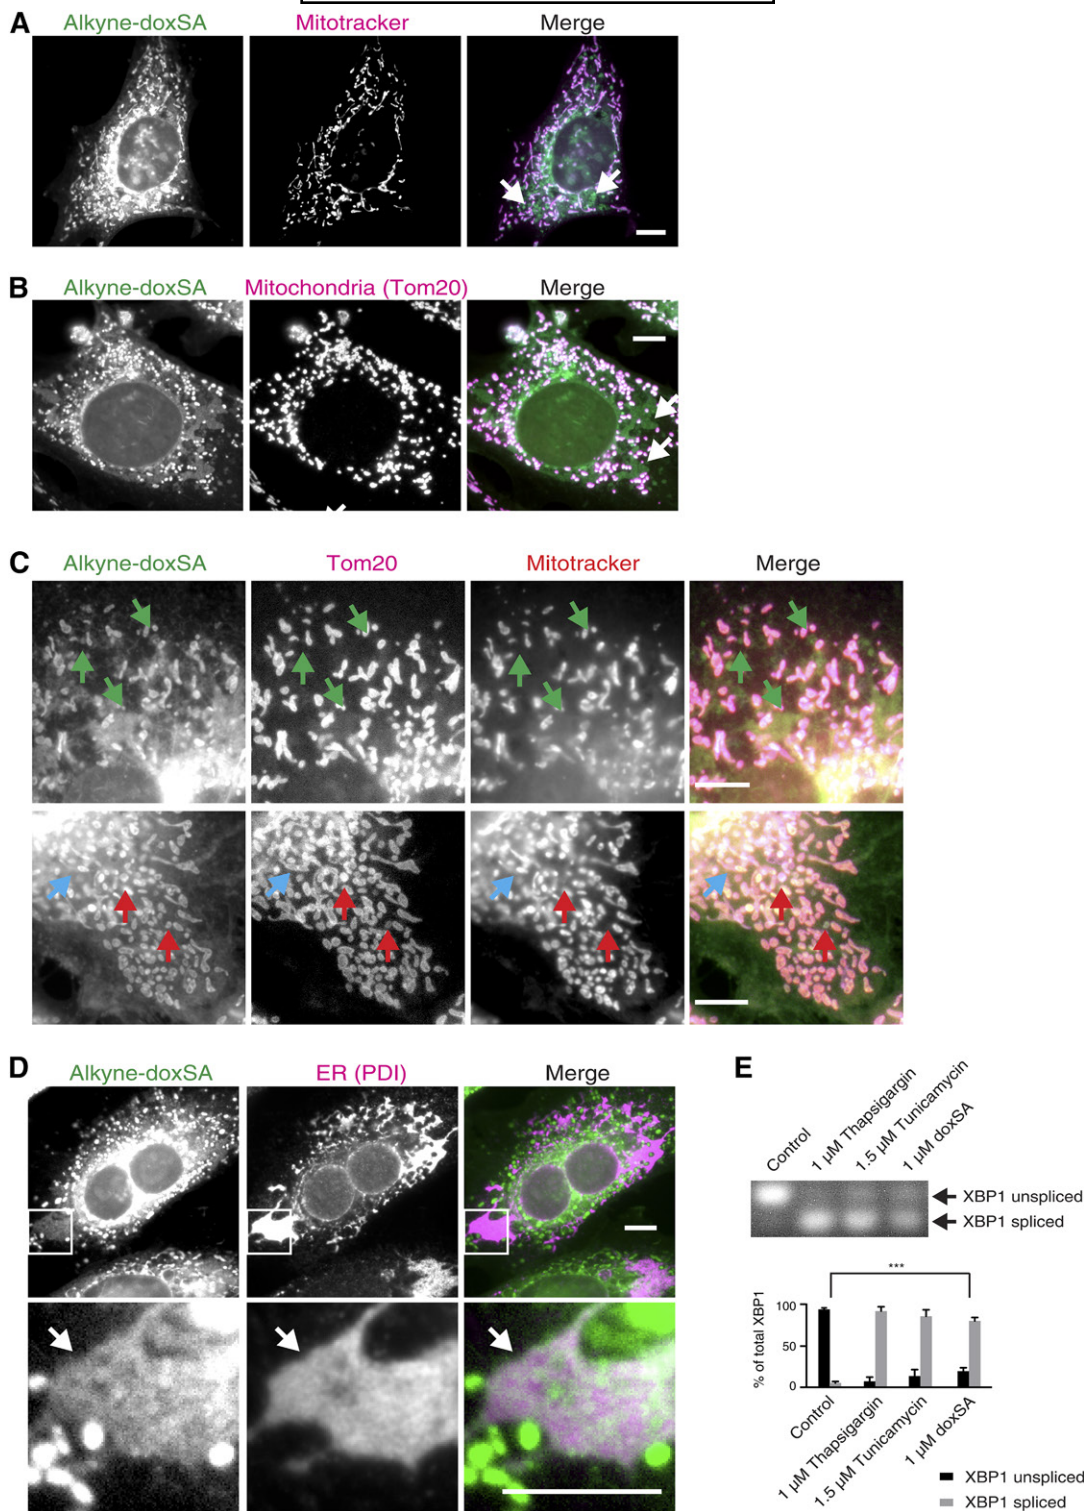 A
Alkyne-doxSA Mitotracker Merge
B
Alkyne-doxSA Mitochondria (Tom20) Merge
C
Alkyne-doxSA Tom20 Mitotracker Merge
D
Alkyne-doxSA ER (PDI) Merge
E
Control
1 µM Thapsigargin
1.5 µM Tunicamycin
1 µM doxSA
XBP1 unspliced
XBP1 spliced
***
% of total XBP1
100
50
0
Control
1 µM Thapsigargin
1.5 µM Tunicamycin
1 µM doxSA
XBP1 unspliced
XBP1 spliced